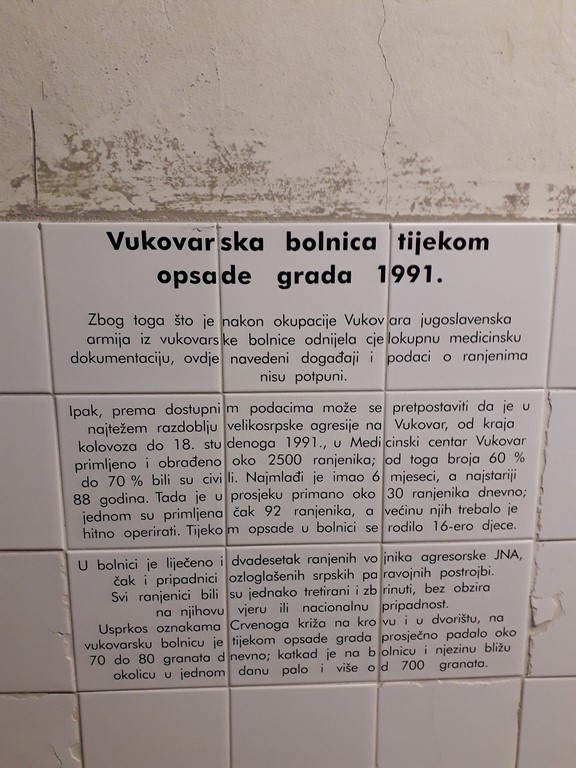 Vukovarska bolnica tijekom
opsade grada 1991.
Zbog toga što je nakon okupacije Vukovara jugoslavenska
armija iz vukovarske bolnice odnijela cjelokupnu medicinsku
dokumentaciju, ovdje navedeni događaji i podaci o ranjenima
nisu potpuni.
Ipak, prema dostupnim podacima može se pretpostaviti da je u
najtežem razdoblju velikosrpske agresije na Vukovar, od kraja
kolovoza do 18. studenoga 1991., u Medicinski centar Vukovar
primljeno i obrađeno oko 2500 ranjenika; od toga broja 60 %
do 70 % bili su civili. Najmlađi je imao 6 mjeseci, a najstariji
88 godina. Tada je u prosjeku primano oko 30 ranjenika dnevno;
jednom su primljena čak 92 ranjenika, a većinu njih trebalo je
hitno operirati. Tijekom opsade u bolnici se rodilo 16-ero djece.
U bolnici je liječeno i dvadesetak ranjenih vojnika agresorske JNA,
čak i pripadnici ozloglašenih srpskih paravojnih postrojbi.
Svi ranjenici bili su jednako tretirani i zbrinuti, bez obzira
na njihovu vjeru ili nacionalnu pripadnost.
Usprkos oznakama Crvenoga križa na krovu i u dvorištu, na
vukovarsku bolnicu je tijekom opsade grada prosječno padalo oko
70 do 80 granata dnevno; katkad je na bolnicu i njezinu bližu
okolicu u jednom danu palo i više od 700 granata.